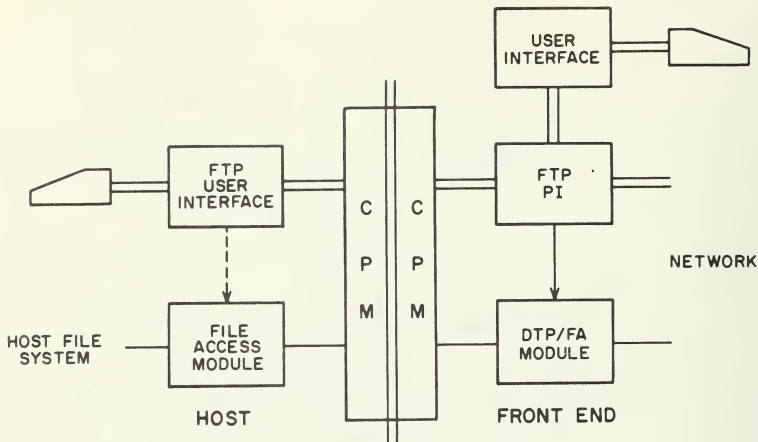 USER
INTERFACE
FTP
USER
INTERFACE
C
P
M
C
P
M
FTP
PI
NETWORK
HOST FILE
SYSTEM
FILE
ACCESS
MODULE
DTP/FA
MODULE
HOST
FRONT END